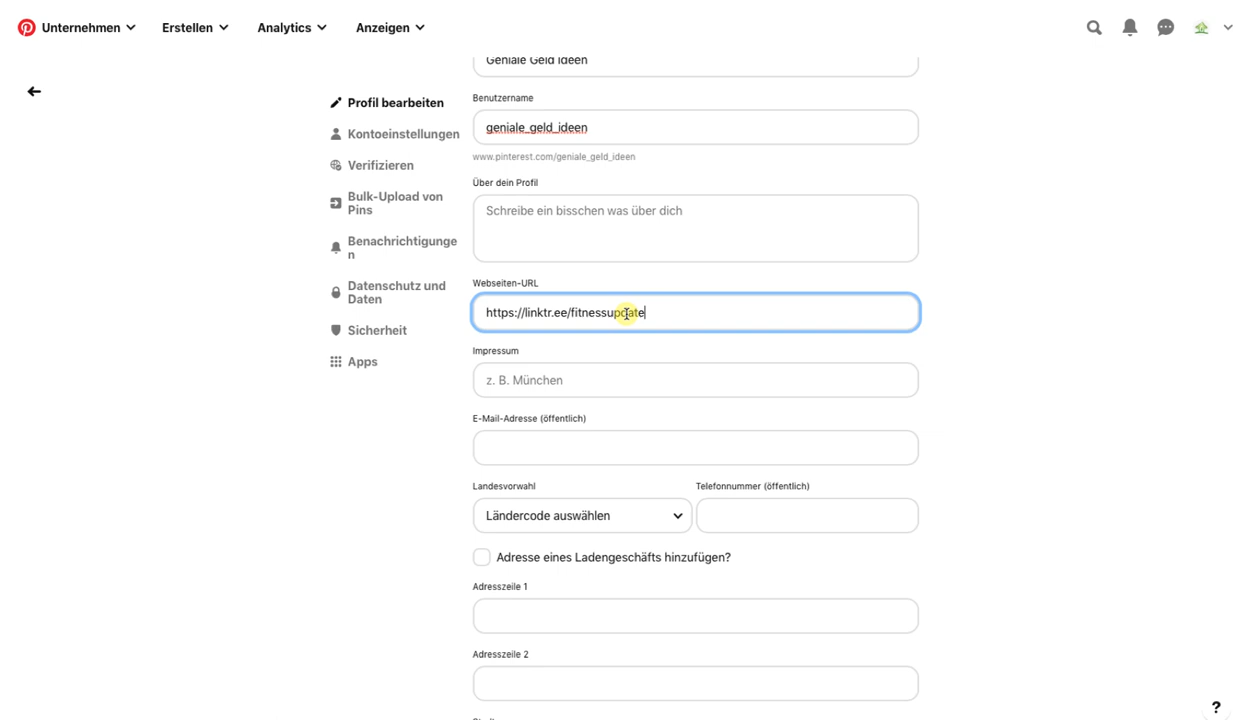 Unternehmen Erstellen Analytics Anzeigen
Geniale Geld Ideen
Profil bearbeiten
Kontoeinstellungen
Verifizieren
Bulk-Upload von
Pins
Benachrichtigunge
n
Datenschutz und
Daten
Sicherheit
Apps
Benutzername
geniale_geld_ideen
www.pinterest.com/geniale_geld_ideen
Über dein Profil
Schreibe ein bisschen was über dich
Webseiten-URL
https://linktr.ee/fitnessupdate
Impressum
z. B. München
E-Mail-Adresse (öffentlich)
Landesvorwahl Telefonnummer (öffentlich)
Ländercode auswählen
Adresse eines Ladengeschäfts hinzufügen?
Adresszeile 1
Adresszeile 2
?